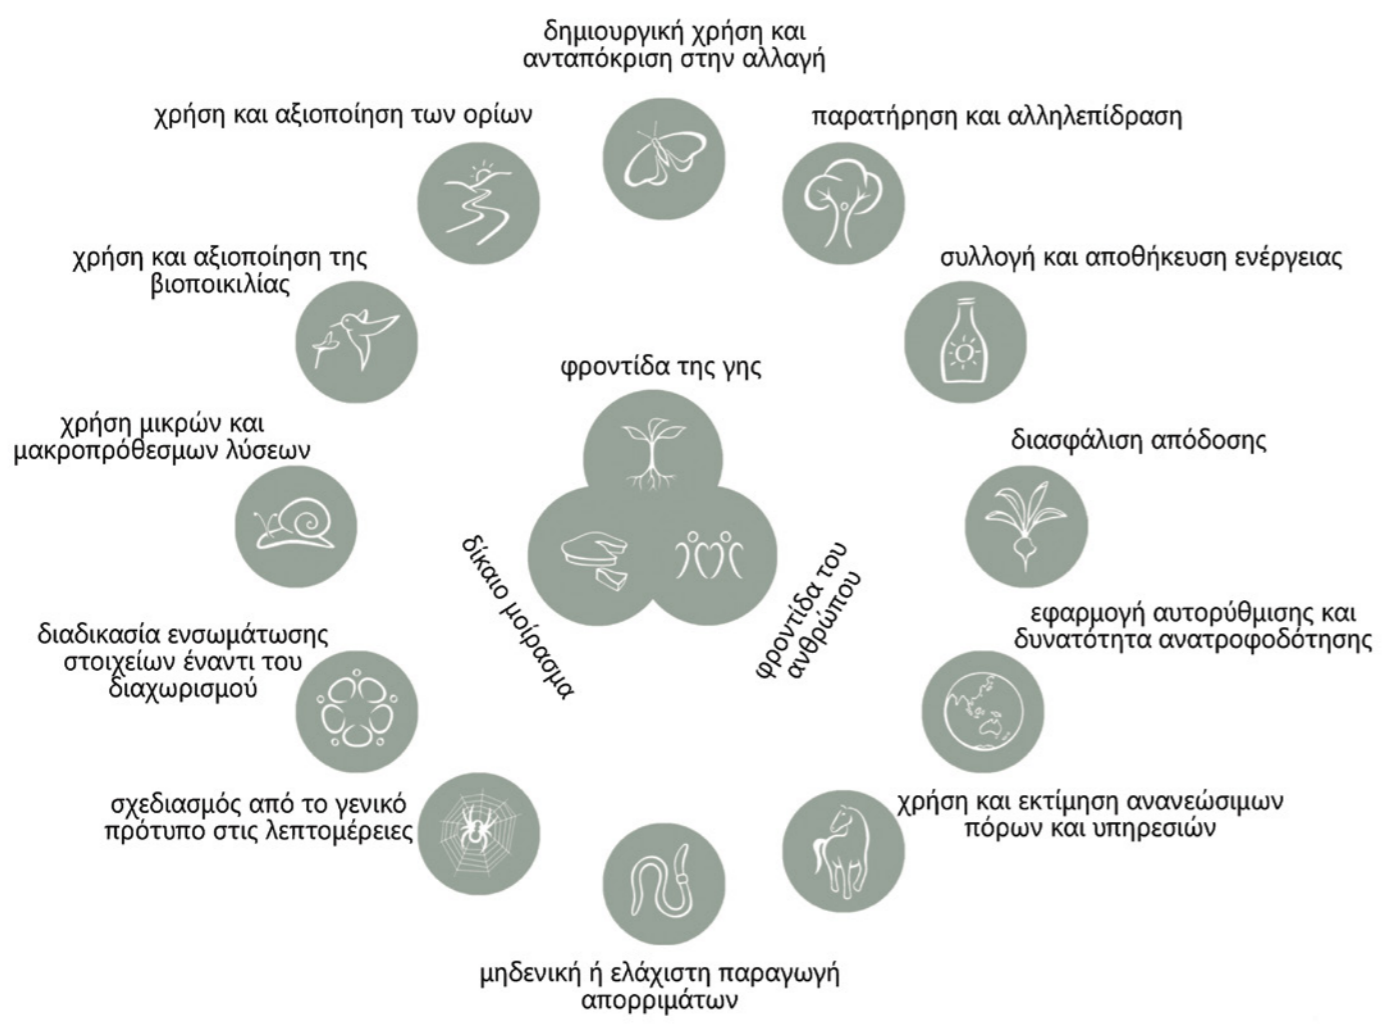 δημιουργική χρήση και
ανταπόκριση στην αλλαγή
παρατήρηση και αλληλεπίδραση
συλλογή και αποθήκευση ενέργειας
διασφάλιση απόδοσης
εφαρμογή αυτορύθμισης και
δυνατότητα ανατροφοδότησης
χρήση και εκτίμηση ανανεώσιμων
πόρων και υπηρεσιών
μηδενική ή ελάχιστη παραγωγή
απορριμάτων
σχεδιασμός από το γενικό
πρότυπο στις λεπτομέρειες
διαδικασία ενσωμάτωσης
στοιχείων έναντι του
διαχωρισμού
χρήση μικρών και
μακροπρόθεσμων λύσεων
χρήση και αξιοποίηση της
βιοποικιλίας
χρήση και αξιοποίηση των ορίων
φροντίδα της γης
φροντίδα του
ανθρώπου
δίκαιο μοίρασμα